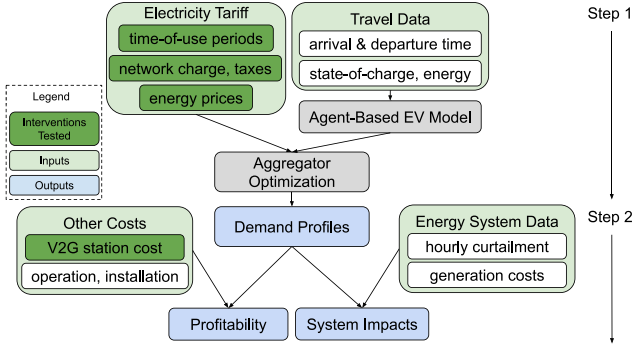 Electricity Tariff
time-of-use periods
network charge, taxes
energy prices
Travel Data
arrival & departure time
state-of-charge, energy
Step 1
Legend
Interventions
Tested
Inputs
Outputs
Agent-Based EV Model
Aggregator
Optimization
Other Costs
V2G station cost
operation, installation
Demand Profiles
Energy System Data
hourly curtailment
generation costs
Step 2
Profitability
System Impacts